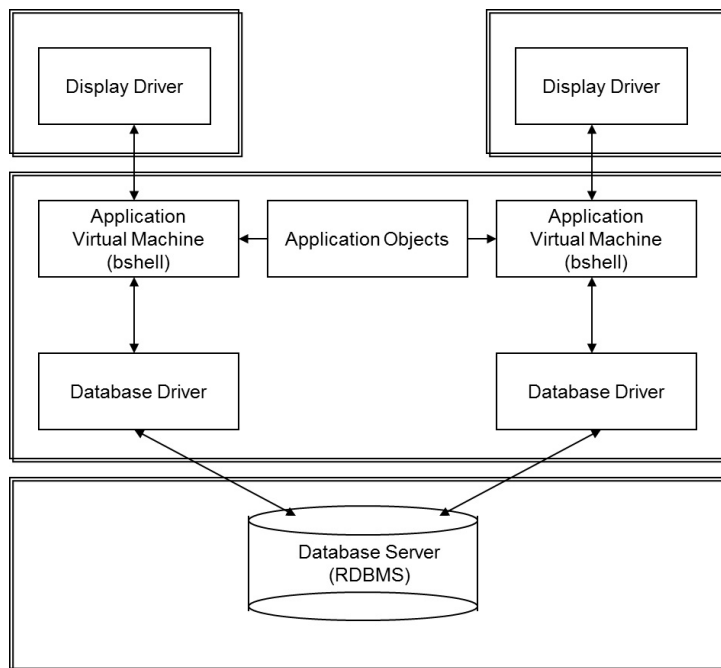 Display Driver
Display Driver
Application
Virtual Machine
(bshell)
Application Objects
Application
Virtual Machine
(bshell)
Database Driver
Database Driver
Database Server
(RDBMS)